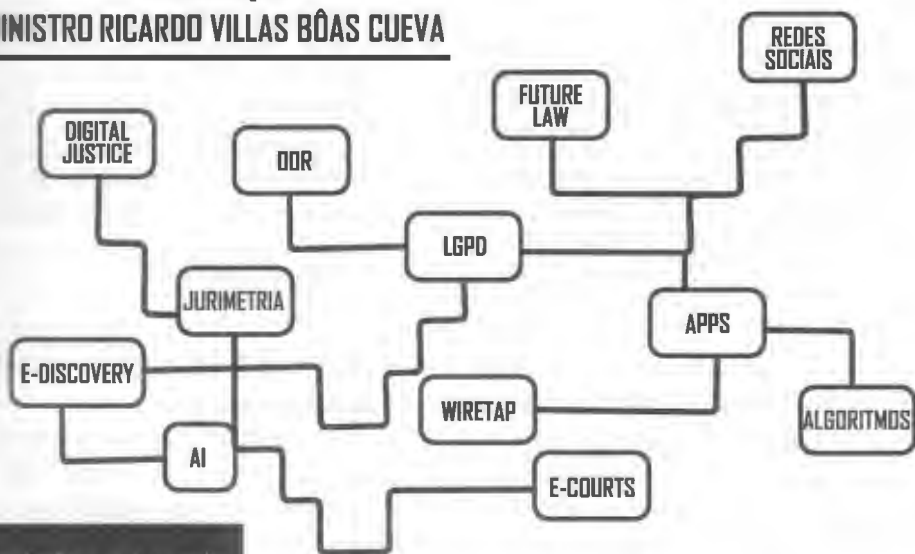 INISTRO RICARDO VILLAS BÔAS CUEVA
REDES
SOCIAIS
FUTURE
LAW
DIGITAL
JUSTICE
ODR
LGPD
JURIMETRIA
APPS
E-DISCOVERY
WIRETAP
ALGORITMOS
AI
E-COURTS